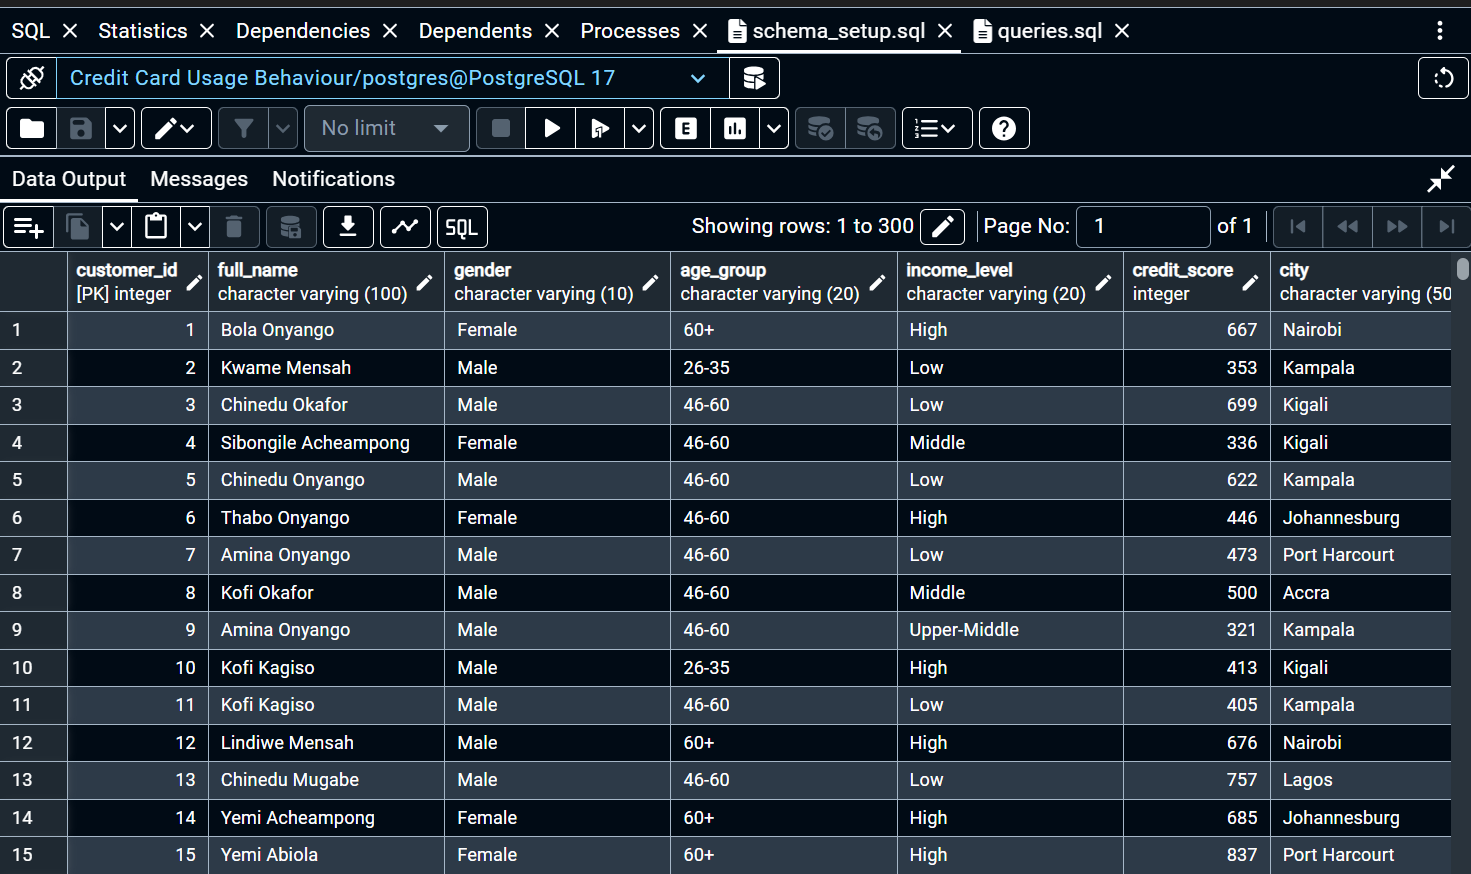 SQL Statistics Dependencies Dependents Processes schema_setup.sql queries.sql
Credit Card Usage Behaviour/postgres@PostgreSQL 17
No limit E
Data Output Messages Notifications
SQL Showing rows: 1 to 300 Page No: 1 of 1
customer_id full_name gender age_group income_level credit_score city
[PK] integer character varying (100) character varying (10) character varying (20) character varying (20) integer character varying (50
1 1 Bola Onyango Female 60+ High 667 Nairobi
2 2 Kwame Mensah Male 26-35 Low 353 Kampala
3 3 Chinedu Okafor Male 46-60 Low 699 Kigali
4 4 Sibongile Acheampong Female 46-60 Middle 336 Kigali
5 5 Chinedu Onyango Male 46-60 Low 622 Kampala
6 6 Thabo Onyango Female 46-60 High 446 Johannesburg
7 7 Amina Onyango Male 46-60 Low 473 Port Harcourt
8 8 Kofi Okafor Male 46-60 Middle 500 Accra
9 9 Amina Onyango Male 46-60 Upper-Middle 321 Kampala
10 10 Kofi Kagiso Male 26-35 High 413 Kigali
11 11 Kofi Kagiso Male 46-60 Low 405 Kampala
12 12 Lindiwe Mensah Male 60+ High 676 Nairobi
13 13 Chinedu Mugabe Male 46-60 Low 757 Lagos
14 14 Yemi Acheampong Female 60+ High 685 Johannesburg
15 15 Yemi Abiola Female 60+ High 837 Port Harcourt